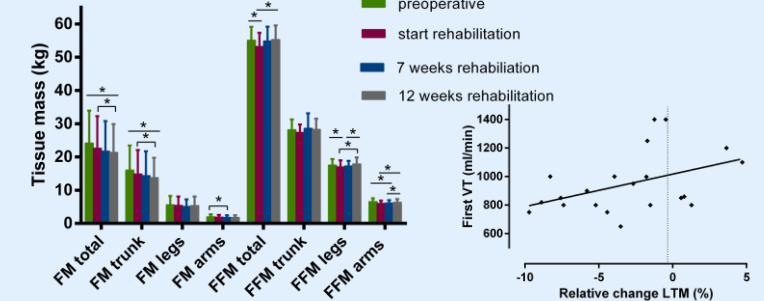 preoperative
start rehabilitation
7 weeks rehabiliation
12 weeks rehabilitation
Tissue mass (kg)
60
50
40
30
20
10
0
* * * * * * * * * * * * *
FM total
FM trunk
FM legs
FM arms
FFM total
FFM trunk
FFM legs
FFM arms
First VT (ml/min)
1400
1200
1000
800
600
-10 -5 0 5
Relative change LTM (%)